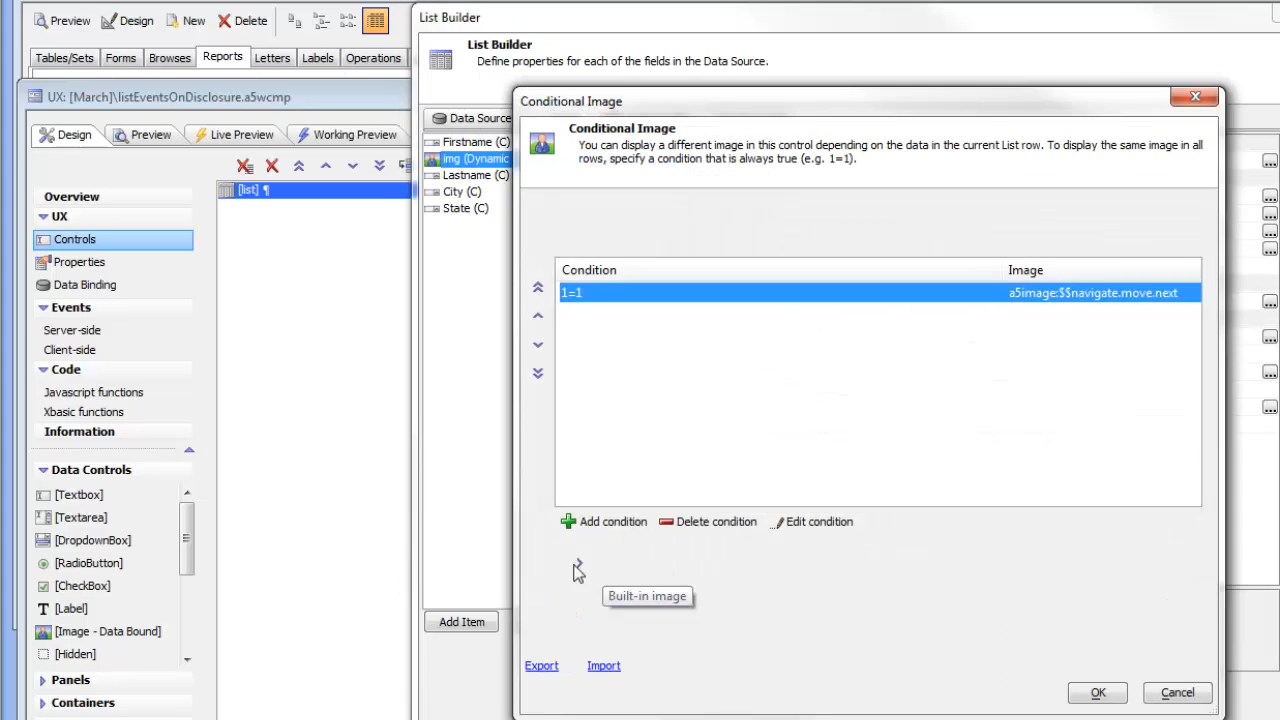 Preview Design New Delete
Tables/Sets Forms Browses Reports Letters Labels Operations
UX: [March]\listEventsOnDisclosure.a5wcmp
Design Preview Live Preview Working Preview
[list] ¶
Overview
UX
Controls
Properties
Data Binding
Events
Server-side
Client-side
Code
Javascript functions
Xbasic functions
Information
Data Controls
[Textbox]
[Textarea]
[DropdownBox]
[RadioButton]
[CheckBox]
[Label]
[Image - Data Bound]
[Hidden]
Panels
Containers
List Builder
List Builder
Define properties for each of the fields in the Data Source.
Data Source
Firstname (C)
img (Dynamic
Lastname (C)
City (C)
State (C)
Add Item
Conditional Image
Conditional Image
You can display a different image in this control depending on the data in the current List row. To display the same image in all
rows, specify a condition that is always true (e.g. 1=1).
Condition Image
1=1 a5image:$$navigate.move.next
Add condition Delete condition Edit condition
Built-in image
Export Import
OK Cancel